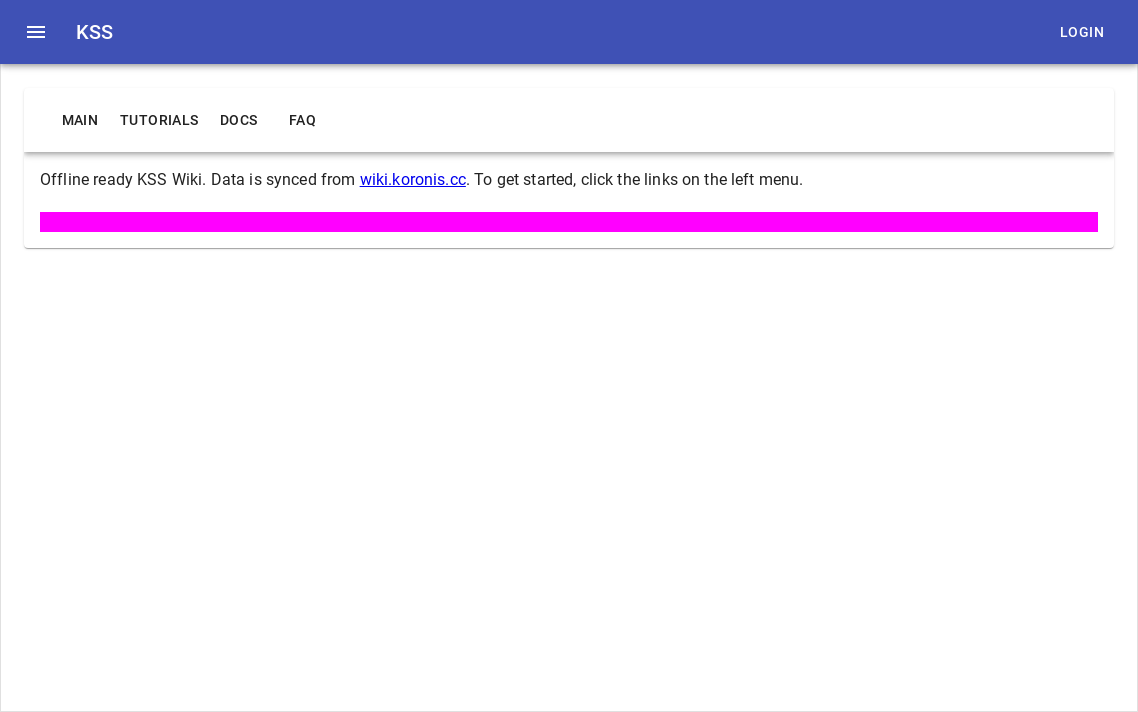 KSS
LOGIN
MAIN TUTORIALS DOCS FAQ
Offline ready KSS Wiki. Data is synced from wiki.koronis.cc. To get started, click the links on the left menu.